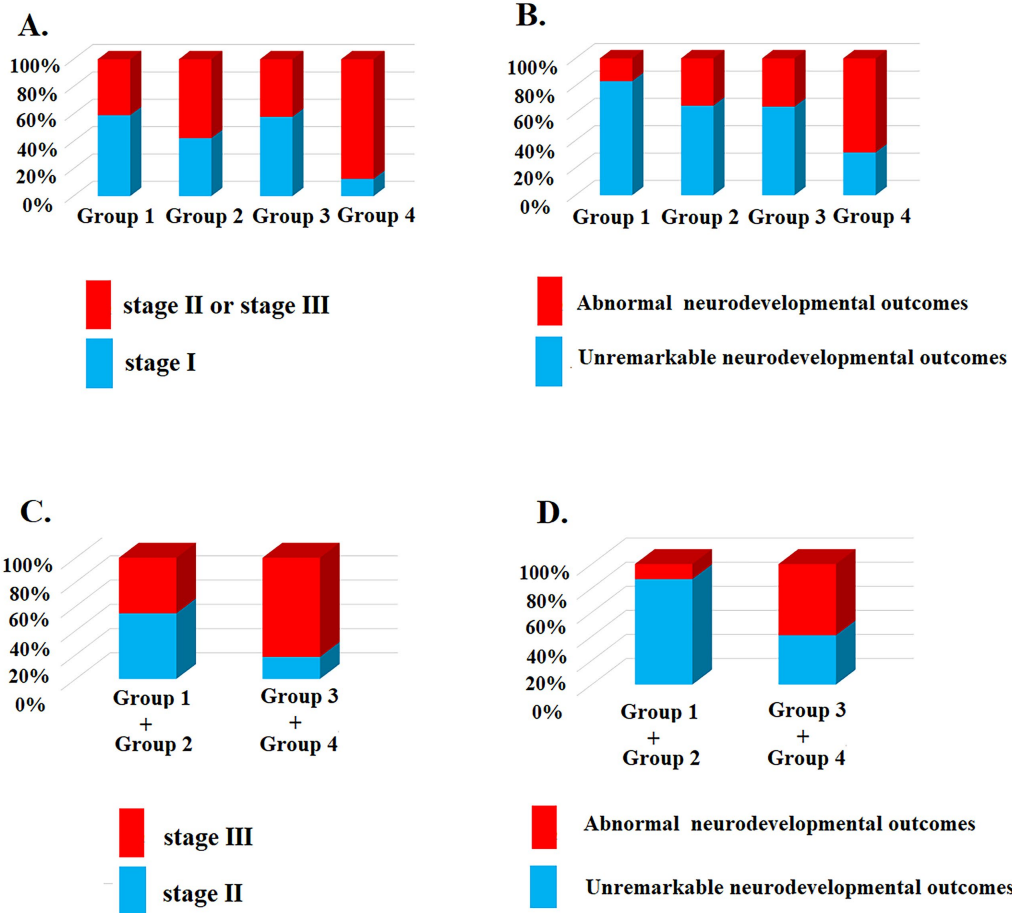 A.
100%
80%
60%
40%
20%
0%
Group 1 Group 2 Group 3 Group 4
stage II or stage III
stage I
B.
100%
80%
60%
40%
20%
0%
Group 1 Group 2 Group 3 Group 4
Abnormal neurodevelopmental outcomes
Unremarkable neurodevelopmental outcomes
C.
100%
80%
60%
40%
20%
0%
Group 1 + Group 2
Group 3 + Group 4
stage III
stage II
D.
100%
80%
60%
40%
20%
0%
Group 1 + Group 2
Group 3 + Group 4
Abnormal neurodevelopmental outcomes
Unremarkable neurodevelopmental outcomes